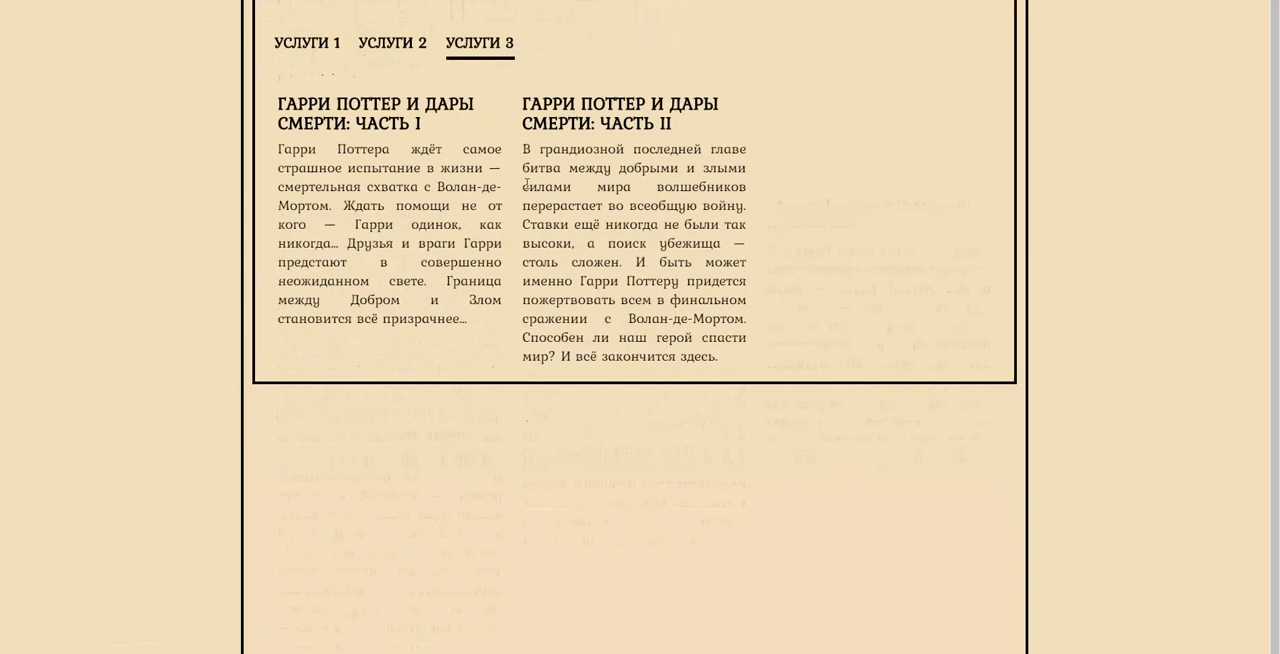 УСЛУГИ 1 УСЛУГИ 2 УСЛУГИ 3
ГАРРИ ПОТТЕР И ДАРЫ
СМЕРТИ: ЧАСТЬ I
Гарри Поттера ждёт самое
страшное испытание в жизни —
смертельная схватка с Волан-де-
Мортом. Ждать помощи не от
кого — Гарри одинок, как
никогда… Друзья и враги Гарри
предстают в совершенно
неожиданном свете. Граница
между Добром и Злом
становится всё призрачнее…
ГАРРИ ПОТТЕР И ДАРЫ
СМЕРТИ: ЧАСТЬ II
В грандиозной последней главе
битва между добрыми и злыми
силами мира волшебников
перерастает во всеобщую войну.
Ставки ещё никогда не были так
высоки, а поиск убежища —
столь сложен. И быть может
именно Гарри Поттеру придется
пожертвовать всем в финальном
сражении с Волан-де-Мортом.
Способен ли наш герой спасти
мир? И всё закончится здесь.